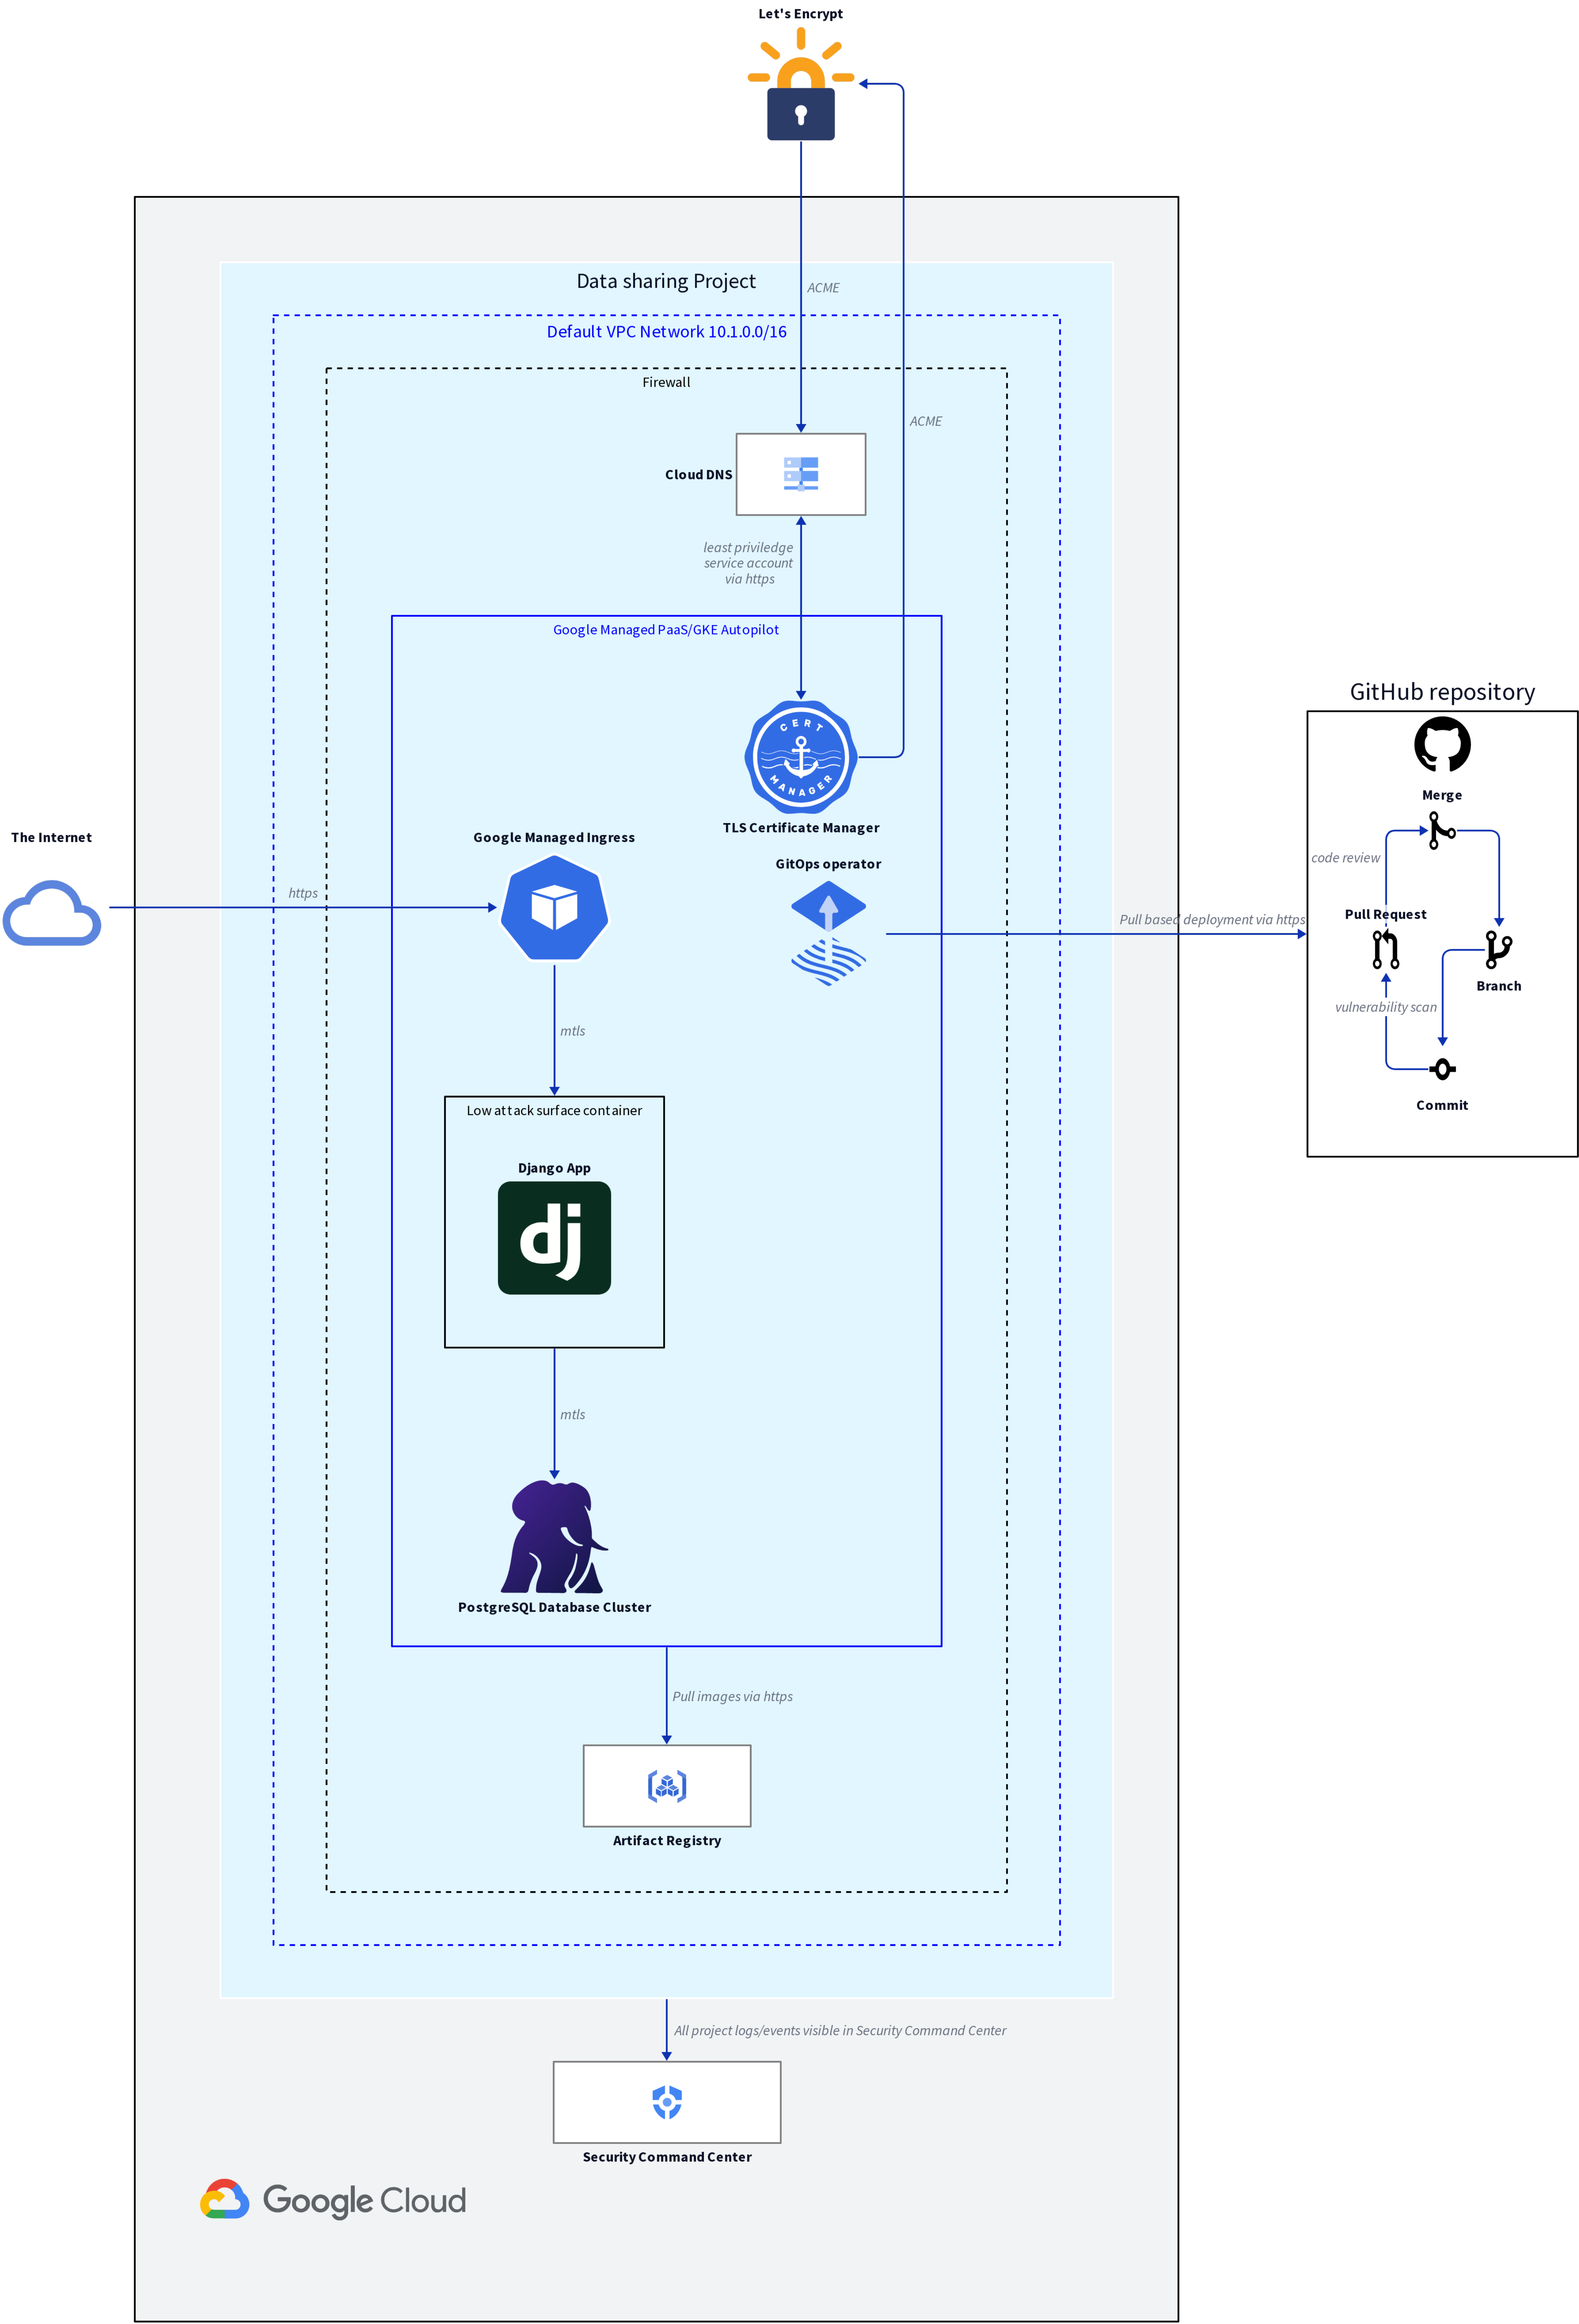 Let's Encrypt
Data sharing Project
ACME
Default VPC Network 10.1.0.0/16
Firewall
ACME
Cloud DNS
least priviledge
service account
via https
Google Managed PaaS/GKE Autopilot
GitHub repository
CERT
MANAGER
Merge
TLS Certificate Manager
The Internet
Google Managed Ingress
code review
GitOps operator
https
Pull Request
Pull based deployment via https
Branch
vulnerability scan
mtls
Commit
Low attack surface container
Django App
dj
mtls
PostgreSQL Database Cluster
Pull images via https
Artifact Registry
All project logs/events visible in Security Command Center
Security Command Center
Google Cloud